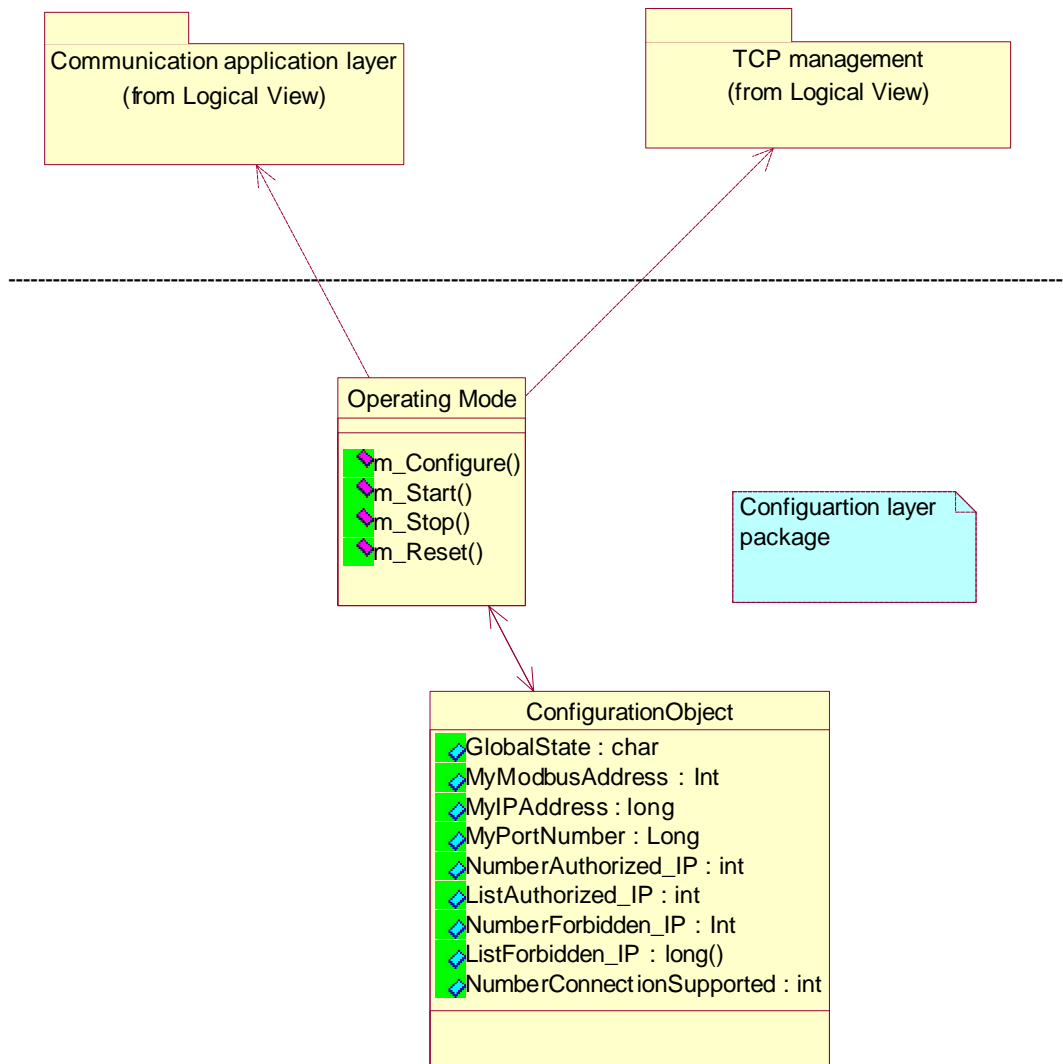 Communication application layer
(from Logical View)
TCP management
(from Logical View)
Operating Mode
m_Configure()
m_Start()
m_Stop()
m_Reset()
Configuartion layer
package
ConfigurationObject
GlobalState : char
MyModbusAddress : Int
MyIPAddress : long
MyPortNumber : Long
NumberAuthorized_IP : int
ListAuthorized_IP : int
NumberForbidden_IP : Int
ListForbidden_IP : long()
NumberConnectionSupported : int